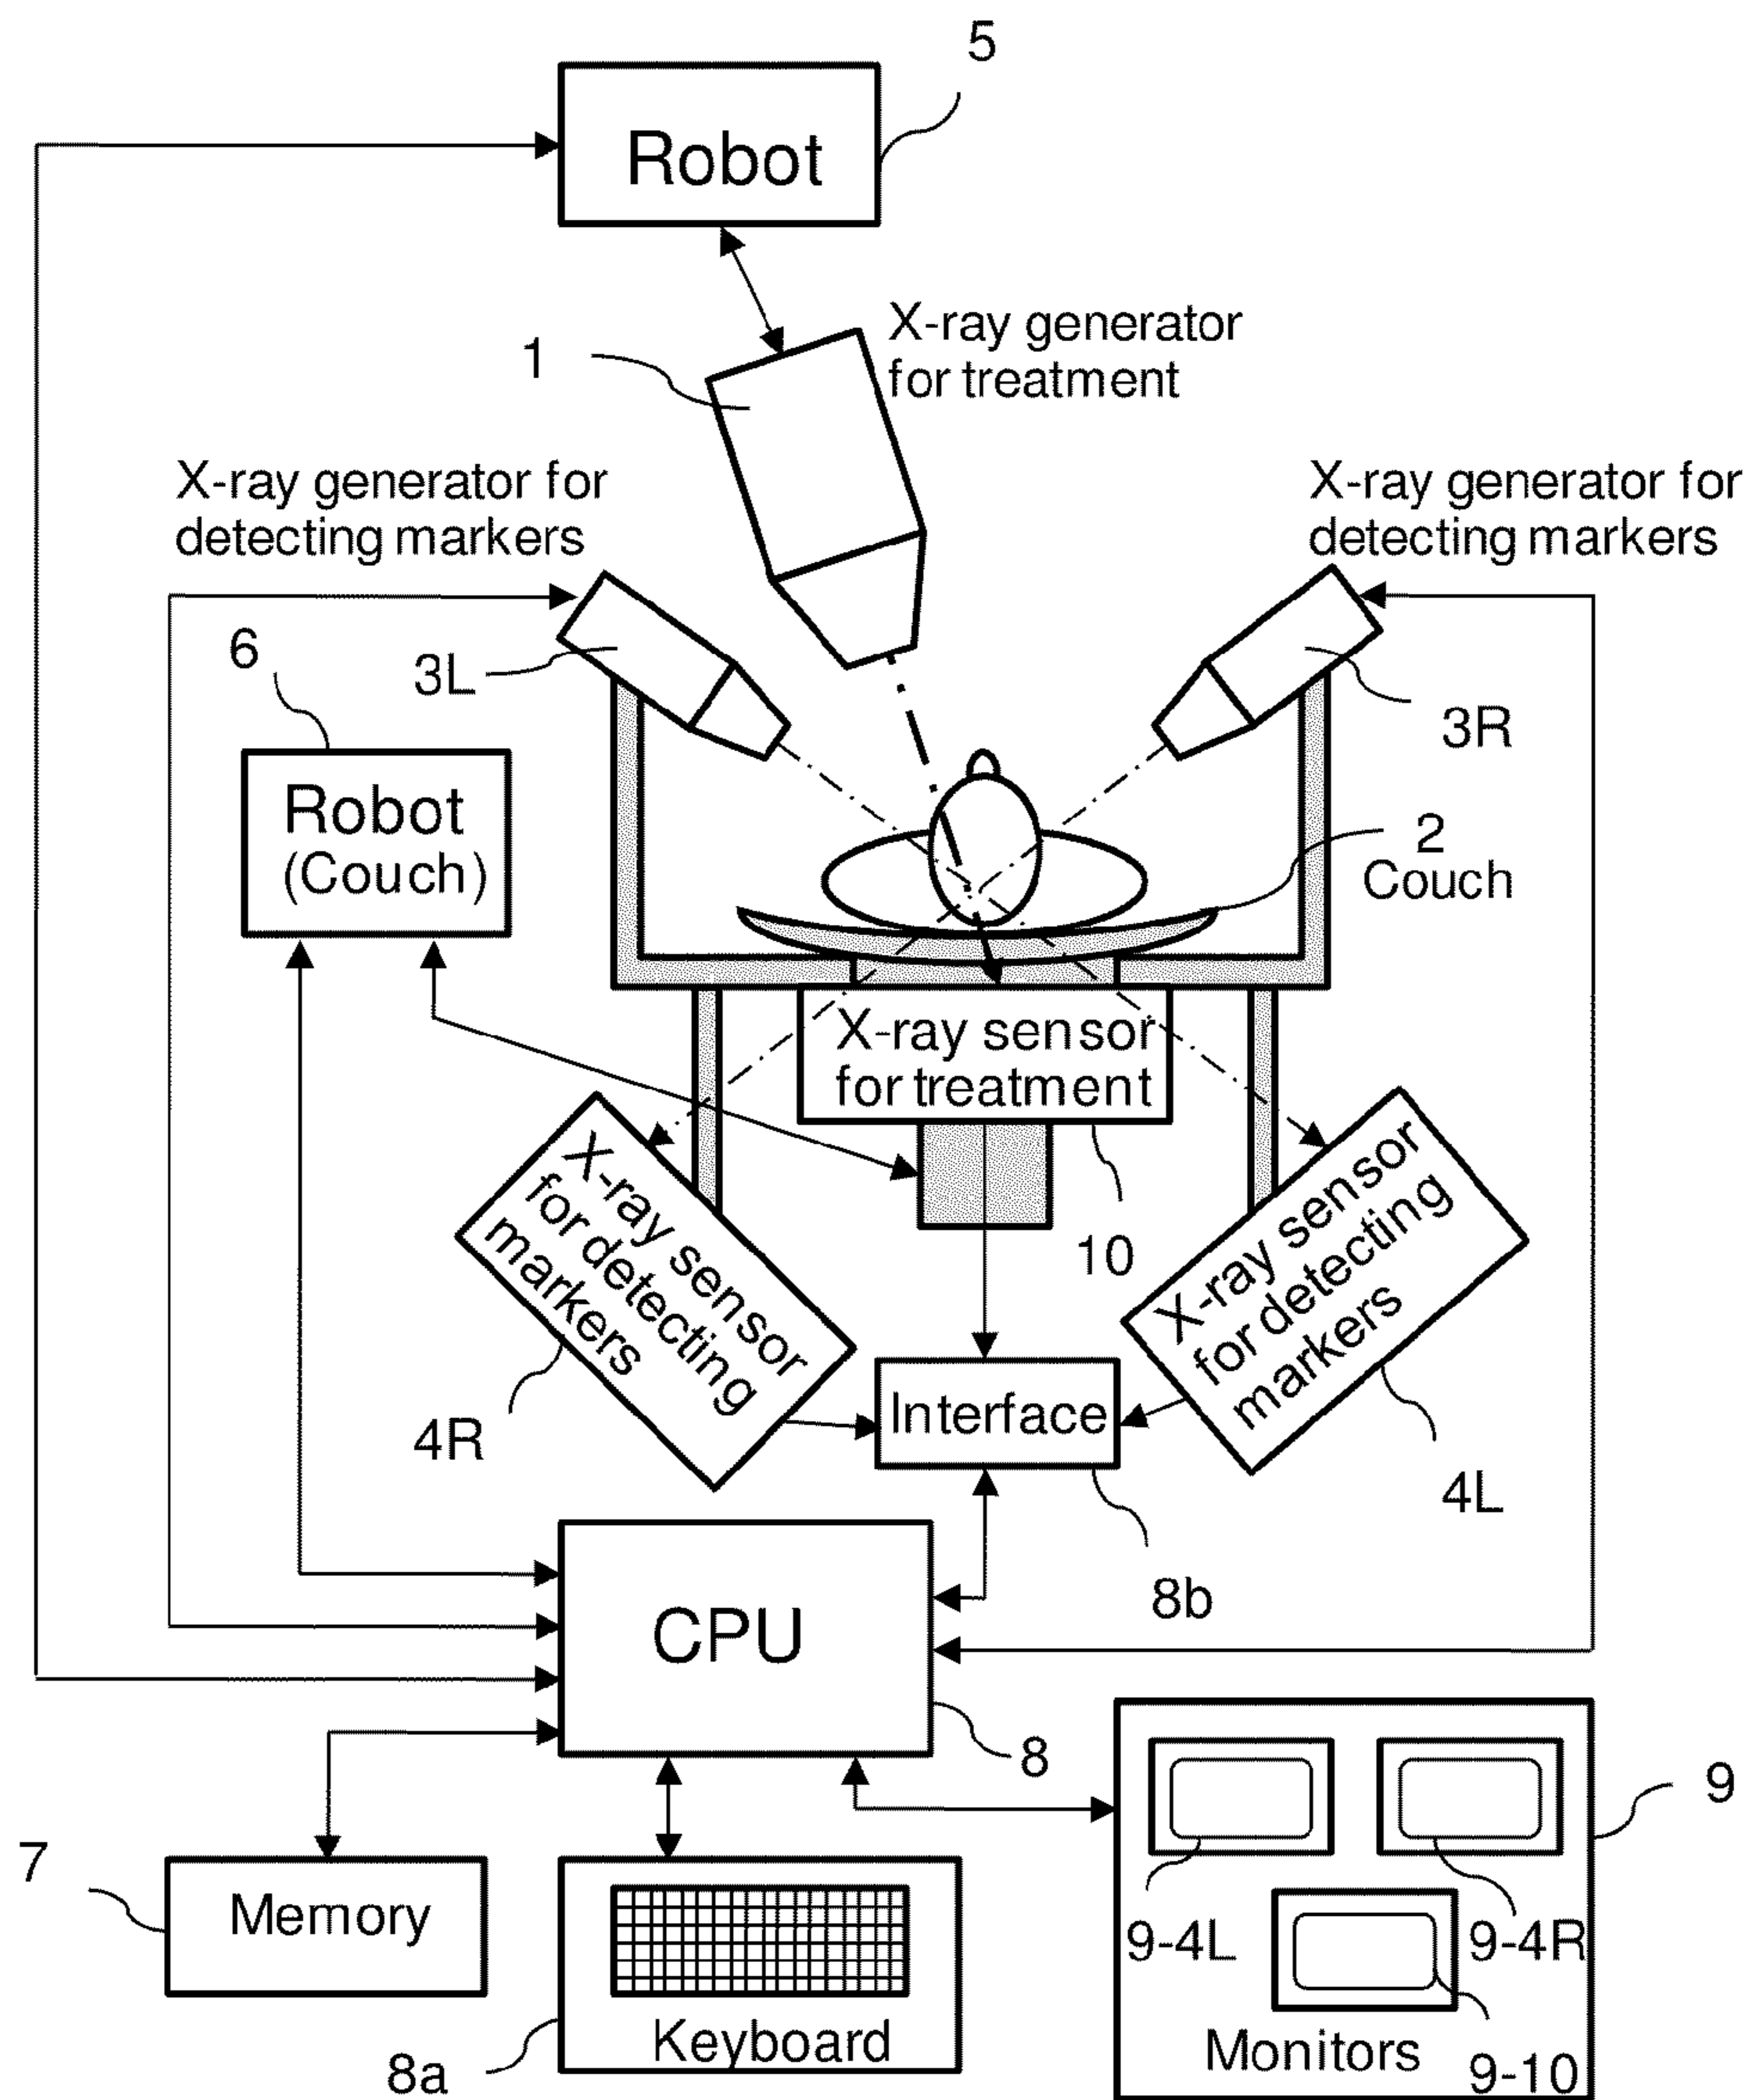 5
Robot
1
X-ray generator
for treatment
X-ray generator for
detecting markers
X-ray generator for
detecting markers
6
3L
3R
Robot
(Couch)
2
Couch
X-ray sensor
for treatment
X-ray sensor
for detecting
markers
X-ray sensor
for detecting
markers
10
Interface
4R
4L
8b
CPU
8
9
7
Memory
9-4L
9-4R
Keyboard
Monitors
8a
9-10